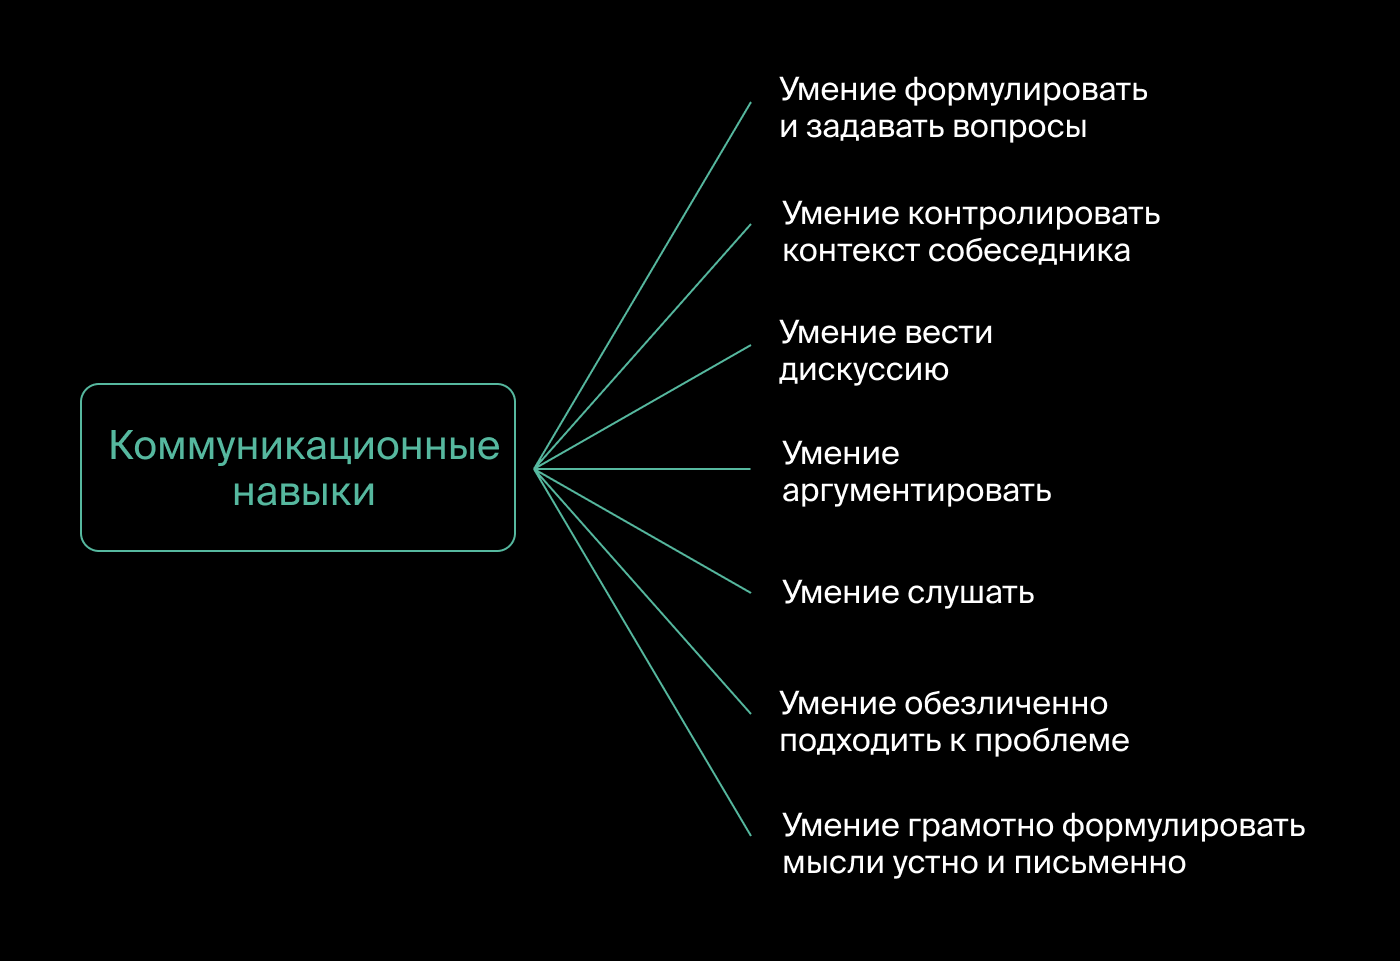 Коммуникационные
навыки
Умение формулировать
и задавать вопросы
Умение контролировать
контекст собеседника
Умение вести
дискуссию
Умение
аргументировать
Умение слушать
Умение обезличенно
подходить к проблеме
Умение грамотно формулировать
мысли устно и письменно